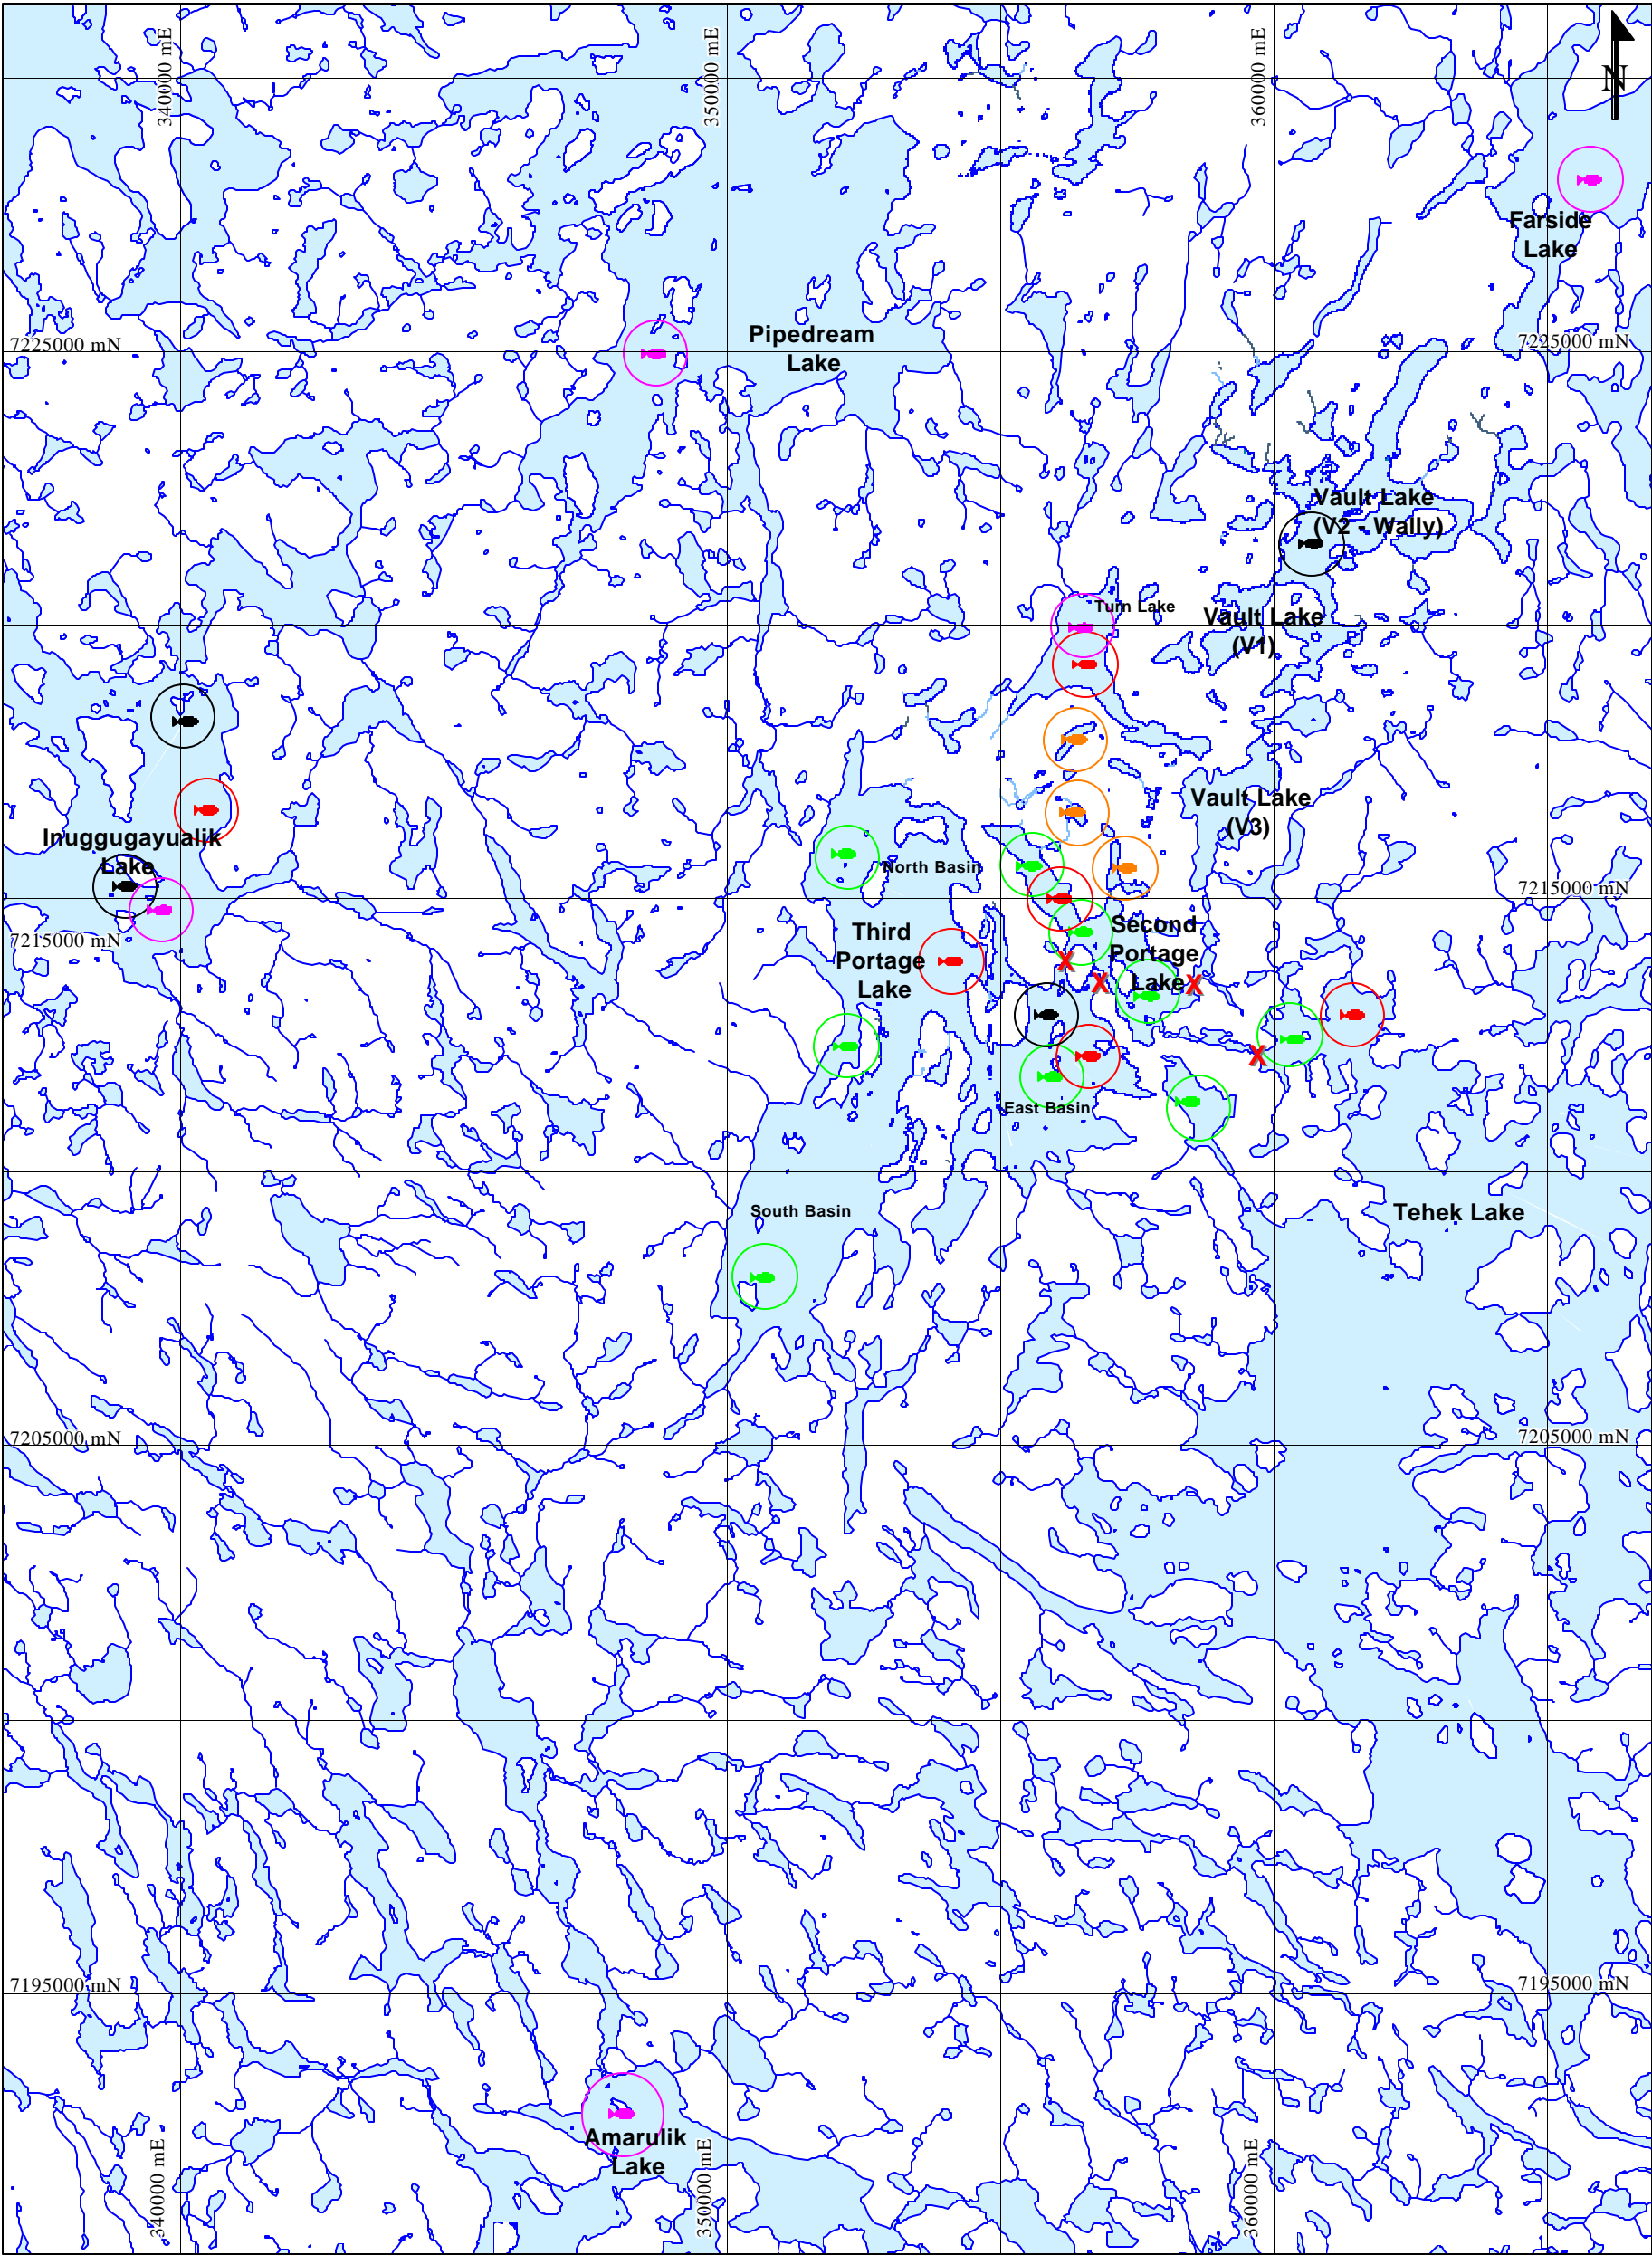 340000 mE
350000 mE
360000 mE
N
Farside
Lake
7225000 mN
Pipedream
Lake
7225000 mN
Vault Lake
(V2 - Wally)
Turn Lake
Vault Lake
(V1)
Vault Lake
(V3)
Inuggugayualik
Lake
North Basin
7215000 mN
7215000 mN
Third
Portage
Lake
Second
Portage
Lake
X
X
X
X
East Basin
South Basin
Tehek Lake
7205000 mN
7205000 mN
7195000 mN
7195000 mN
Amarulik
Lake
340000 mE
350000 mE
360000 mE